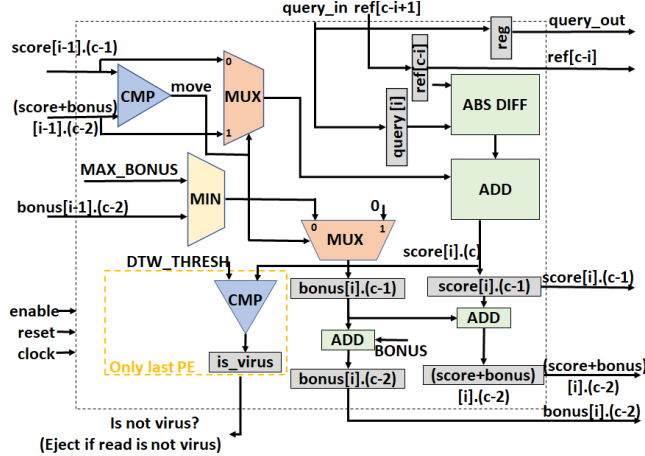 query_in ref[c-i+1]
query_out
reg
score[i-1].(c-1)
ref[c-i]
ref[c-i]
CMP
move
0
MUX
1
(score+bonus)
[i-1].(c-2)
query [i]
ABS DIFF
MAX_BONUS
MIN
ADD
bonus[i-1].(c-2)
0
0
1
MUX
score[i].(c)
DTW_THRESH
CMP
bonus[i].(c-1)
score[i].(c-1)
score[i].(c-1)
enable
reset
clock
ADD
ADD
BONUS
Only last PE
is_virus
bonus[i].(c-2)
(score+bonus)
[i].(c-2)
(score+bonus)
[i].(c-2)
bonus[i].(c-2)
Is not virus?
(Eject if read is not virus)